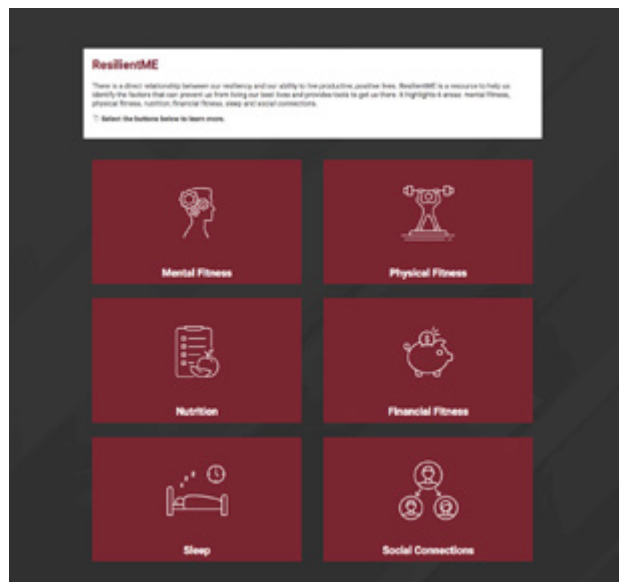 ResilientME
There is a direct relationship between our resiliency and our ability to live productive, positive lives. ResilientME is a resource to help us
identify the factors that can prevent us from living our best lives and provides tools to get us there. It highlights 6 areas: mental fitness,
physical fitness, nutrition, financial fitness, sleep and social connections.
Select the buttons below to learn more.
Mental Fitness
Physical Fitness
Nutrition
Financial Fitness
Sleep
Social Connections